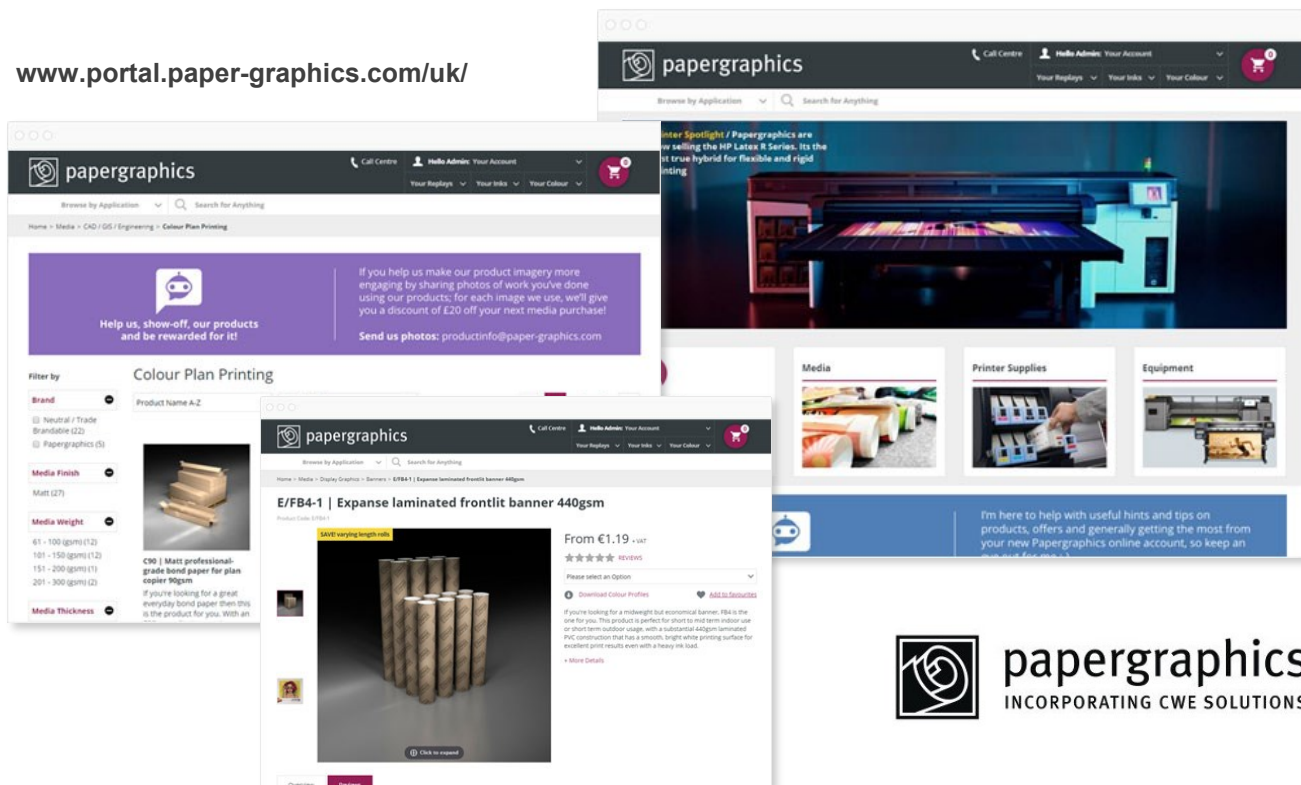 www.portal.paper-graphics.com/uk/
papergraphics
Call Centre
Hello Admin: Your Account
0
Your Replays
Your Inks
Your Colour
Browse by Application
Search for Anything
Spotlight / Papergraphics are
selling the HP Latex R Series. Its the
true hybrid for flexible and rigid
Media
Printer Supplies
Equipment
I'm here to help with useful hints and tips on
products, offers and generally getting the most from
your new Papergraphics online account, so keep an
papergraphics
Call Centre
Hello Admin: Your Account
0
Your Replays
Your Inks
Your Colour
Browse by Application
Search for Anything
Home > Media > CAD / GIS / Engineering > Colour Plan Printing
Help us, show-off, our products
and be rewarded for it!
If you help us make our product imagery more
engaging by sharing photos of work you've done
using our products; for each image we use, we'll give
you a discount of £20 off your next media purchase!
Send us photos: productinfo@paper-graphics.com
Filter by
Brand
Neutral / Trade
Brandable (22)
Papergraphics (5)
Media Finish
Matt (27)
Media Weight
61 - 100 (gsm) (12)
101 - 150 (gsm) (12)
151 - 200 (gsm) (1)
201 - 300 (gsm) (2)
Media Thickness
Colour Plan Printing
Product Name A-Z
C90 | Matt professional-
grade bond paper for plan
copier 90gsm
If you're looking for a great
everyday bond paper then this
is the product for you. With an
papergraphics
Call Centre
Hello Admin: Your Account
0
Your Replays
Your Inks
Your Colour
Browse by Application
Search for Anything
Home > Media > Display Graphics > Banners > E/FB4-1 | Expanse laminated frontlit banner 440gsm
E/FB4-1 | Expanse laminated frontlit banner 440gsm
Product Code: E/FB4-1
SAVE! varying length rolls
Click to expand
From €1.19 + VAT
REVIEWS
Please select an Option
Download Colour Profiles
Add to favourites
If you're looking for a midweight but economical banner, FB4 is the
one for you. This product is perfect for short to mid term indoor use
or short term outdoor usage, with a substantial 440gsm laminated
PVC construction that has a smooth, bright white printing surface for
excellent print results even with a heavy ink load.
+ More Details
papergraphics
INCORPORATING CWE SOLUTIONS